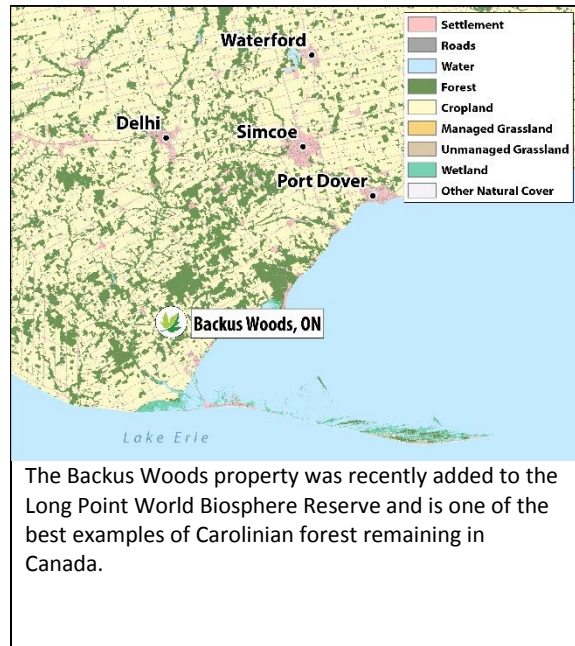 Settlement
Roads
Water
Forest
Cropland
Managed Grassland
Unmanaged Grassland
Wetland
Other Natural Cover
Waterford
Delhi
Simcoe
Port Dover
Backus Woods, ON
Lake Erie
The Backus Woods property was recently added to the
Long Point World Biosphere Reserve and is one of the
best examples of Carolinian forest remaining in
Canada.